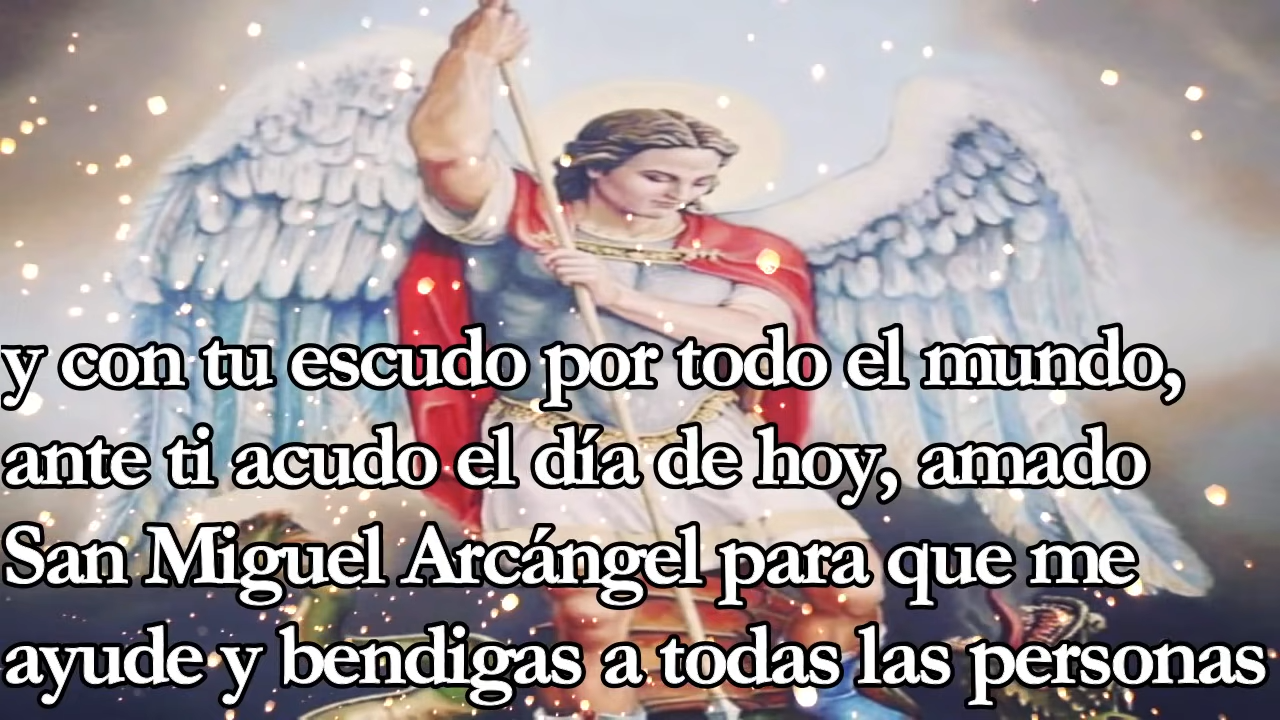 y con tu escudo por todo el mundo,
ante ti acudo el día de hoy, amado
San Miguel Arcángel para que me
ayude y bendigas a todas las personas